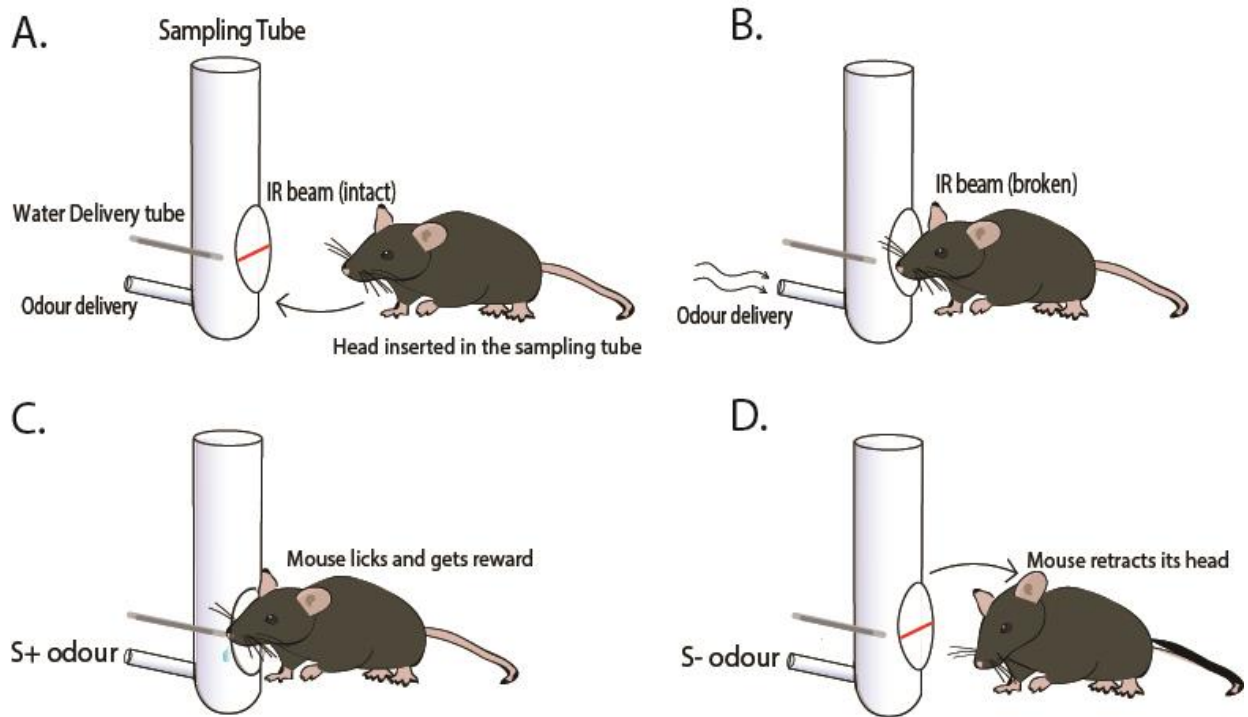 A.
Sampling Tube
IR beam (intact)
Water Delivery tube
Odour delivery
Head inserted in the sampling tube
B.
IR beam (broken)
Odour delivery
C.
Mouse licks and gets reward
S+ odour
D.
Mouse retracts its head
S- odour